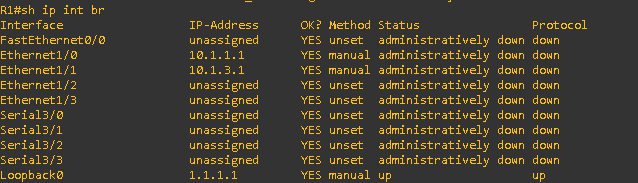 R1#sh ip int br
Interface IP-Address OK? Method Status Protocol
FastEthernet0/0 unassigned YES unset administratively down down
Ethernet1/0 10.1.1.1 YES manual administratively down down
Ethernet1/1 10.1.3.1 YES manual administratively down down
Ethernet1/2 unassigned YES unset administratively down down
Ethernet1/3 unassigned YES unset administratively down down
Serial3/0 unassigned YES unset administratively down down
Serial3/1 unassigned YES unset administratively down down
Serial3/2 unassigned YES unset administratively down down
Serial3/3 unassigned YES unset administratively down down
Loopback0 1.1.1.1 YES manual up up